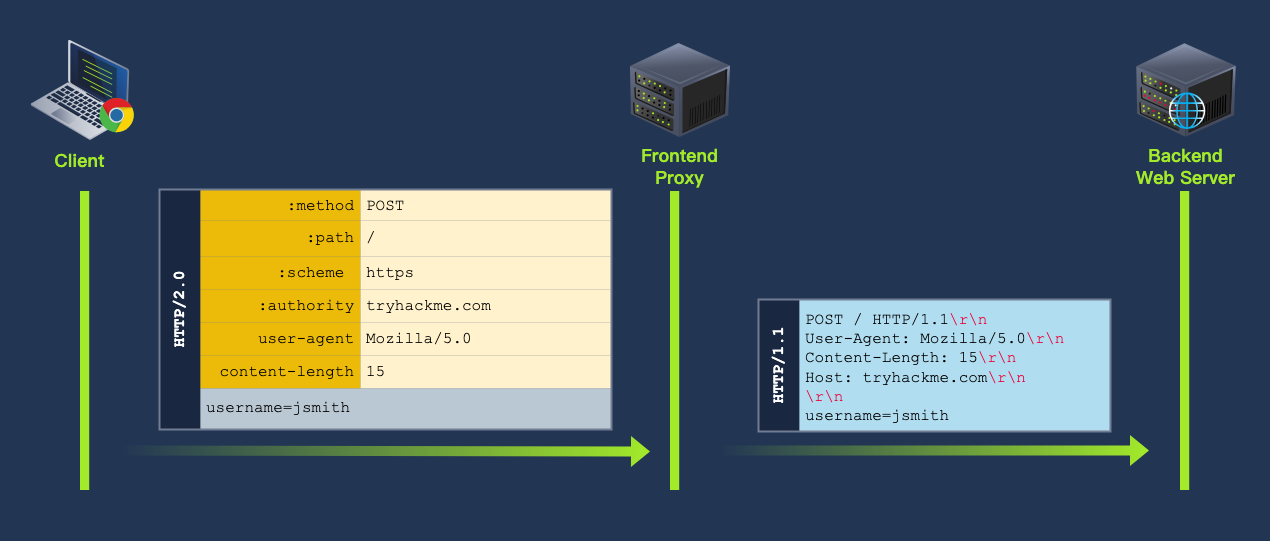 Client
Frontend
Proxy
Backend
Web Server
HTTP/2.0
:method POST
:path /
:scheme https
:authority tryhackme.com
user-agent Mozilla/5.0
content-length 15
username=jsmith
HTTP/1.1
POST / HTTP/1.1\r\n
User-Agent: Mozilla/5.0\r\n
Content-Length: 15\r\n
Host: tryhackme.com\r\n
\r\n
username=jsmith